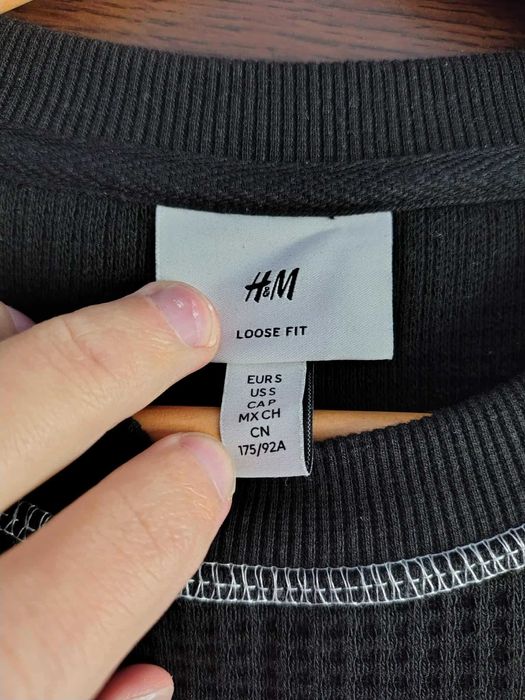 H&M
LOOSE FIT
EUR S
US S
CA P
MX CH
CN
175/92A